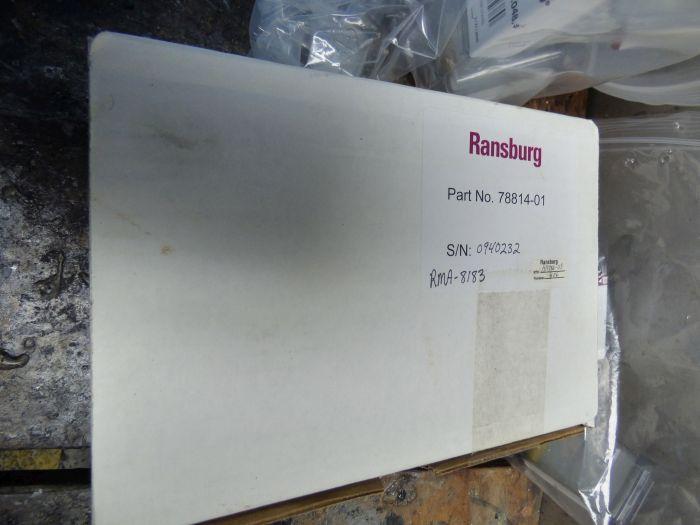 Ransburg
Part No. 78814-01
S/N: 0940232
RMA-8183
Ransburg